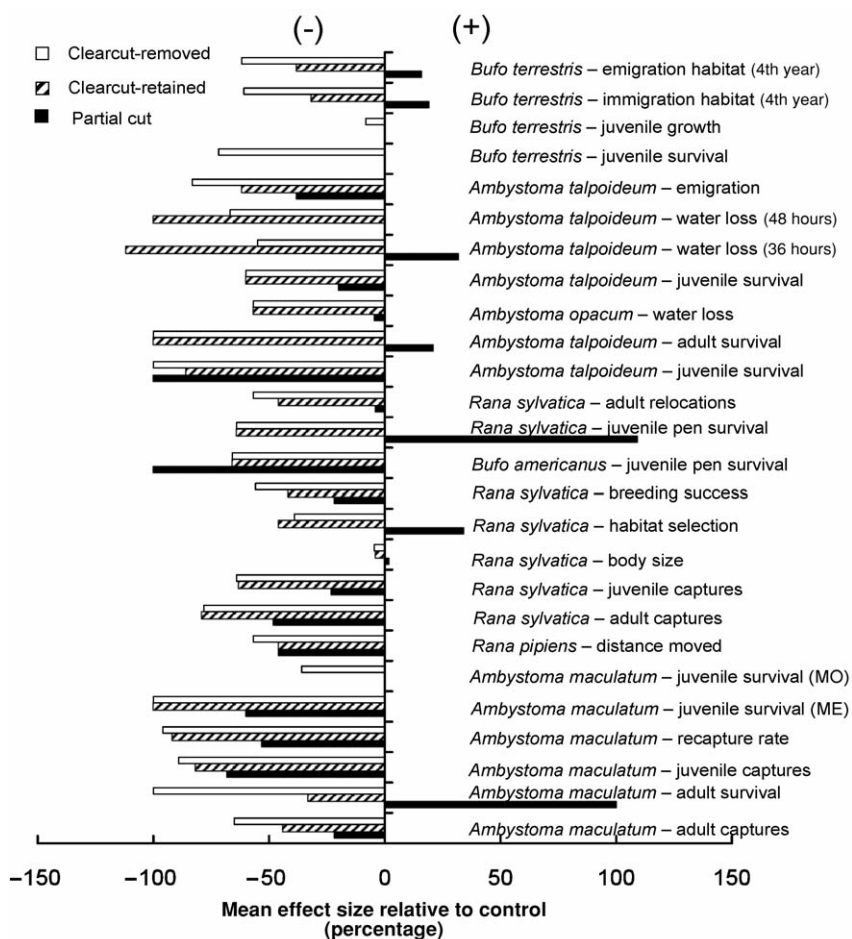 (-)
(+)
Clearcut-removed
Clearcut-retained
Partial cut
Bufo terrestris – emigration habitat (4th year)
Bufo terrestris – immigration habitat (4th year)
Bufo terrestris – juvenile growth
Bufo terrestris – juvenile survival
Ambystoma talpoideum – emigration
Ambystoma talpoideum – water loss (48 hours)
Ambystoma talpoideum – water loss (36 hours)
Ambystoma talpoideum – juvenile survival
Ambystoma opacum – water loss
Ambystoma talpoideum – adult survival
Ambystoma talpoideum – juvenile survival
Rana sylvatica – adult relocations
Rana sylvatica – juvenile pen survival
Bufo americanus – juvenile pen survival
Rana sylvatica – breeding success
Rana sylvatica – habitat selection
Rana sylvatica – body size
Rana sylvatica – juvenile captures
Rana sylvatica – adult captures
Rana pipiens – distance moved
Ambystoma maculatum – juvenile survival (MO)
Ambystoma maculatum – juvenile survival (ME)
Ambystoma maculatum – recapture rate
Ambystoma maculatum – juvenile captures
Ambystoma maculatum – adult survival
Ambystoma maculatum – adult captures
−150 −100 −50 0 50 100 150
Mean effect size relative to control
(percentage)